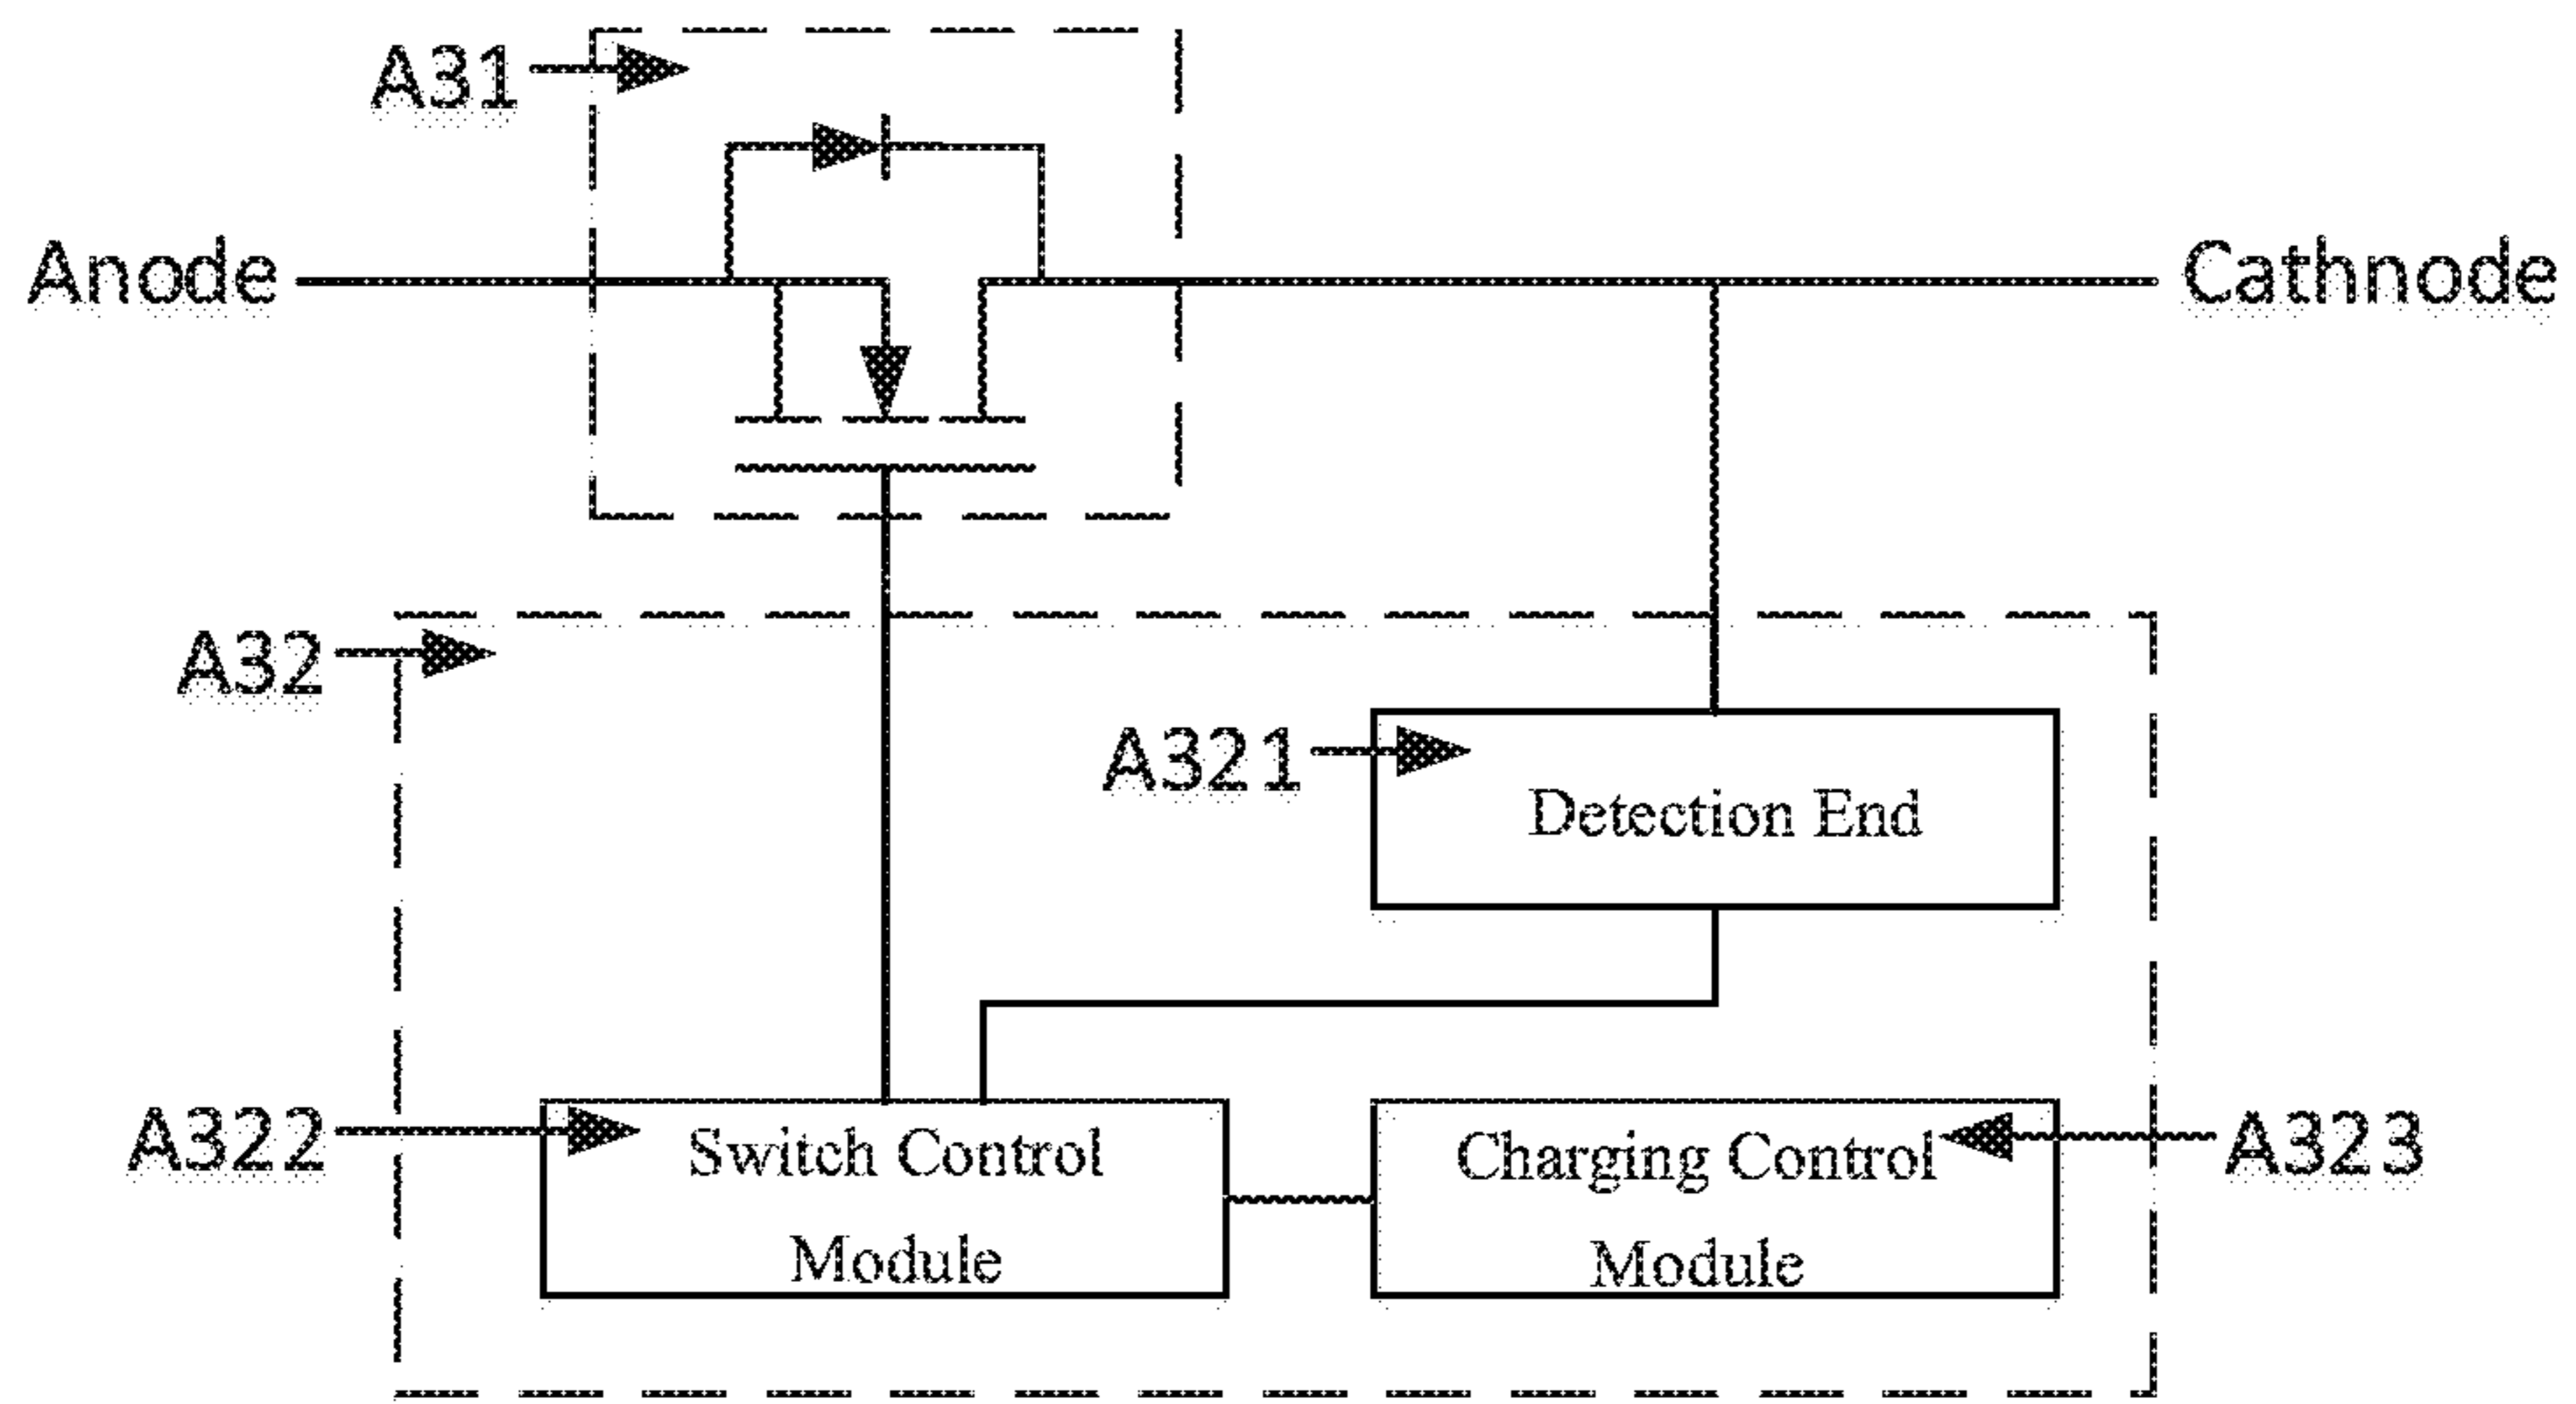 A31
Anode
Cathnode
A32
A321
Detection End
A322
Switch Control
Module
Charging Control
Module
A323